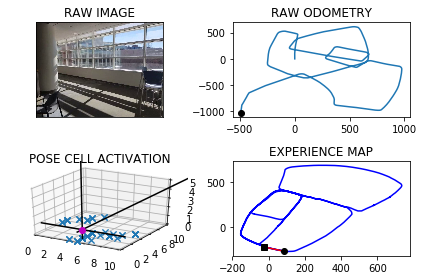 RAW IMAGE
RAW ODOMETRY
500
0
−500
−1000
−500 0 500 1000
POSE CELL ACTIVATION
5
4
3
2
1
0
0 2 4 6 8 10
0 2 4 6 8 10
EXPERIENCE MAP
500
0
−200 0 200 400 600